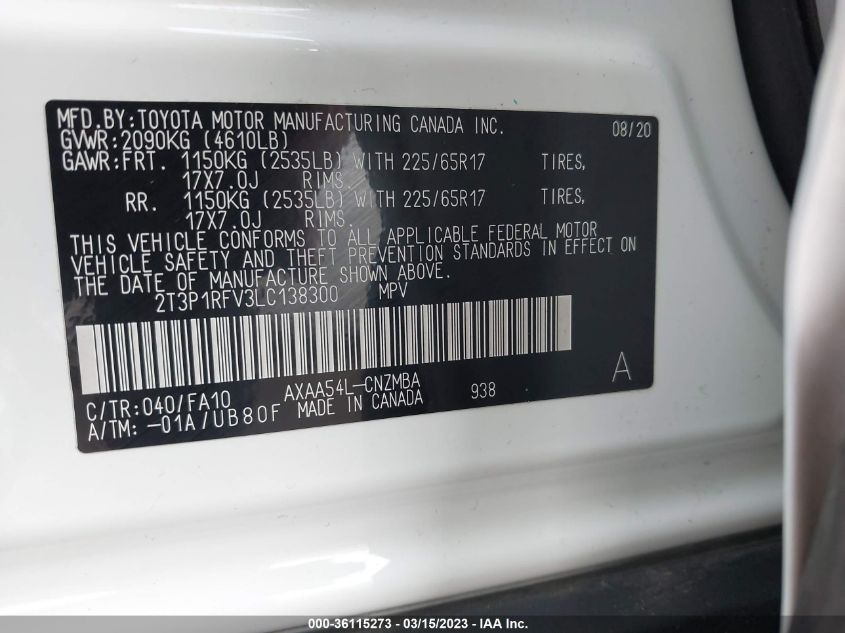 MFD.BY:TOYOTA MOTOR MANUFACTURING CANADA INC. 08/20
GVWR:2090KG (4610LB)
GAWR:FRT. 1150KG (2535LB) WITH 225/65R17 TIRES,
17X7.0J RIMS.
RR. 1150KG (2535LB) WITH 225/65R17 TIRES,
17X7.0J RIMS.
THIS VEHICLE CONFORMS TO ALL APPLICABLE FEDERAL MOTOR
VEHICLE SAFETY AND THEFT PREVENTION STANDARDS IN EFFECT ON
THE DATE OF MANUFACTURE SHOWN ABOVE.
2T3P1RFV3LC138300 MPV
C/TR:040/FA10 AXAA54L-CNZMBA 938 A
A/TM:-01A/UB80F MADE IN CANADA
000-36115273 - 03/15/2023 - IAA Inc.